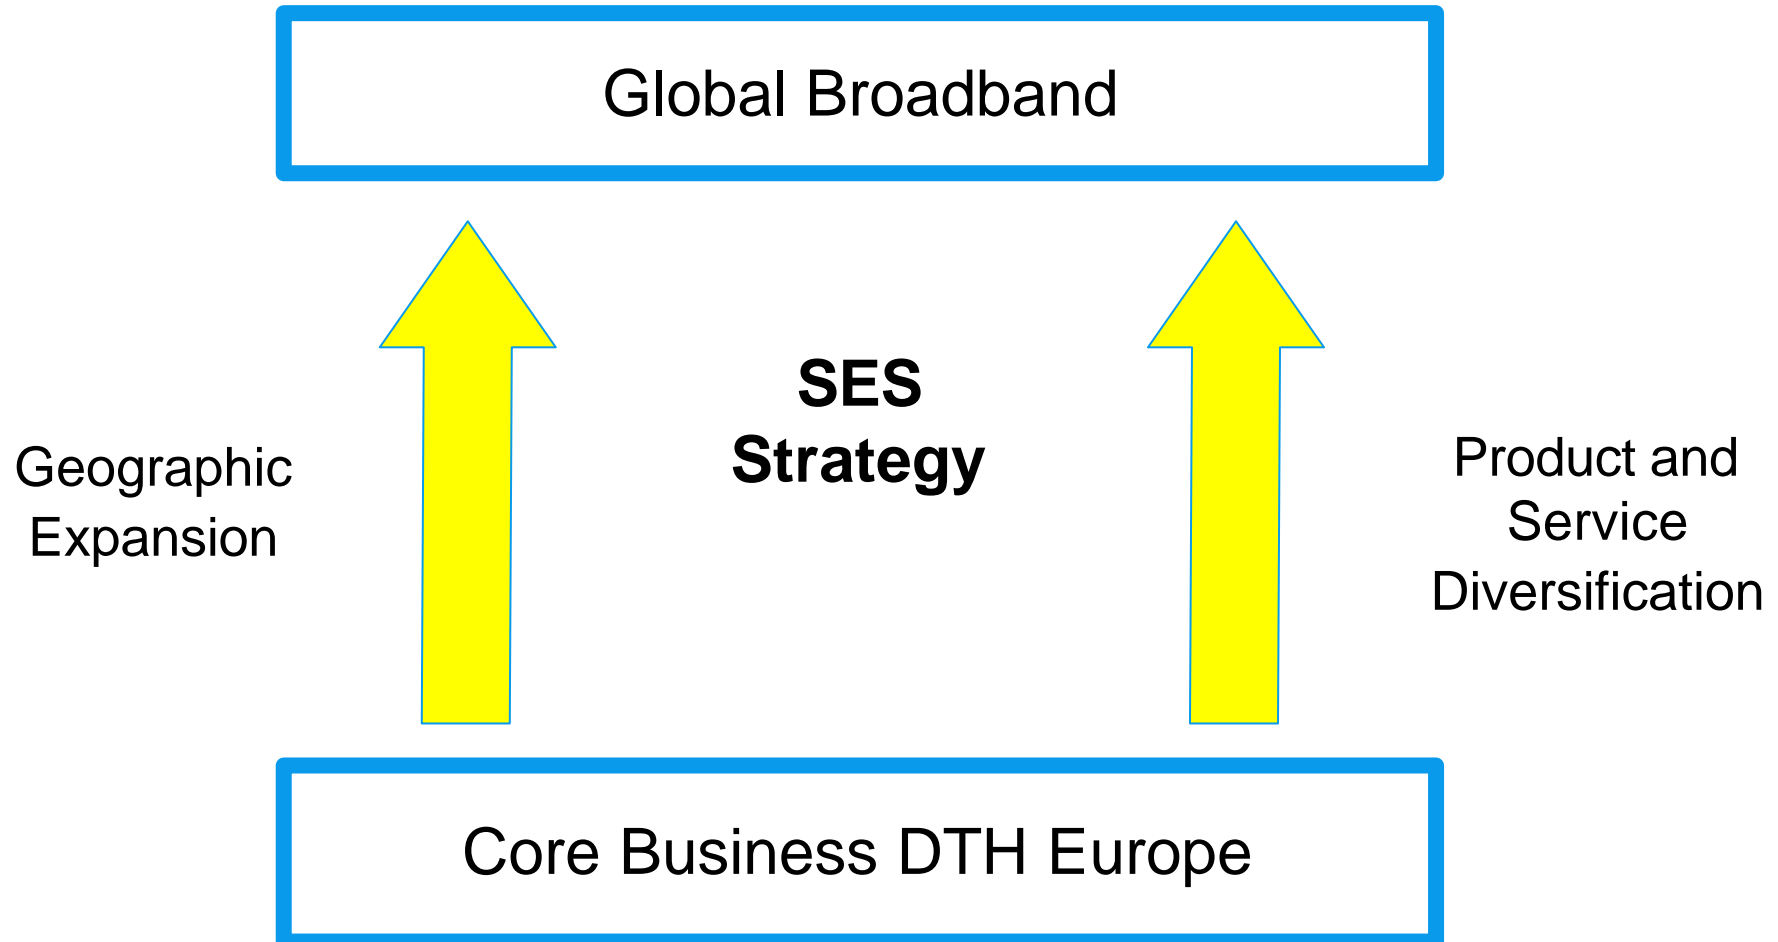 Global Broadband
SES
Strategy
Geographic
Expansion
Product and
Service
Diversification
Core Business DTH Europe